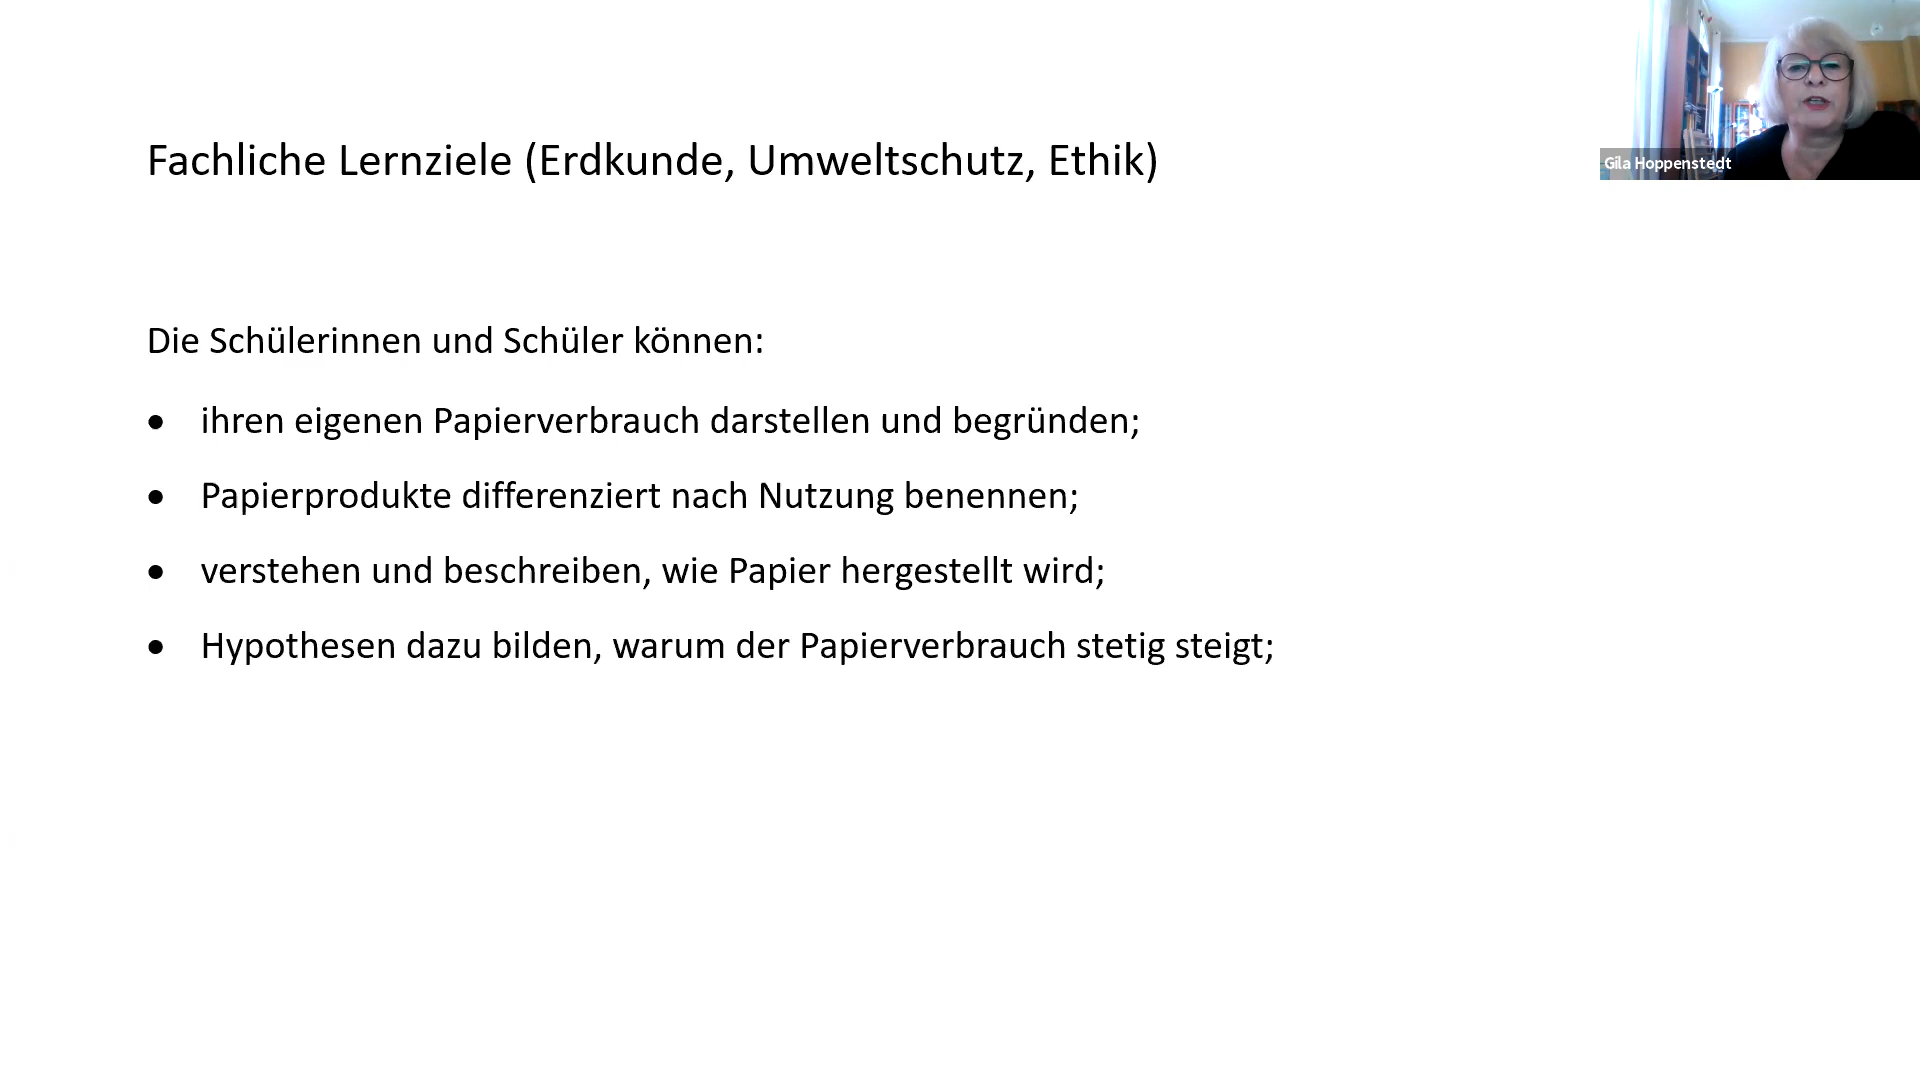 Fachliche Lernziele (Erdkunde, Umweltschutz, Ethik)
Gila Hoppenstedt
Die Schülerinnen und Schüler können:
• ihren eigenen Papierverbrauch darstellen und begründen;
• Papierprodukte differenziert nach Nutzung benennen;
• verstehen und beschreiben, wie Papier hergestellt wird;
• Hypothesen dazu bilden, warum der Papierverbrauch stetig steigt;